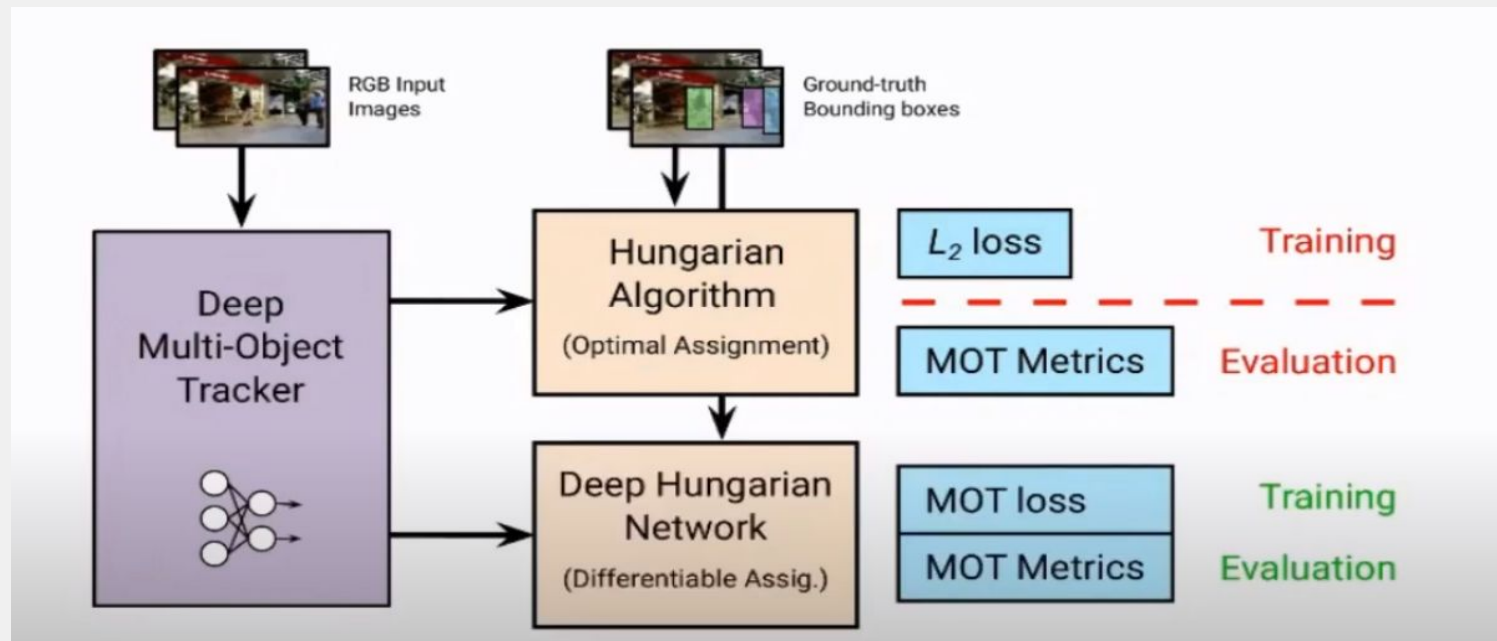 RGB Input
Images
Ground-truth
Bounding boxes
Deep
Multi-Object
Tracker
Hungarian
Algorithm
(Optimal Assignment)
L₂ loss
Training
MOT Metrics
Evaluation
Deep Hungarian
Network
(Differentiable Assig.)
MOT loss
Training
MOT Metrics
Evaluation